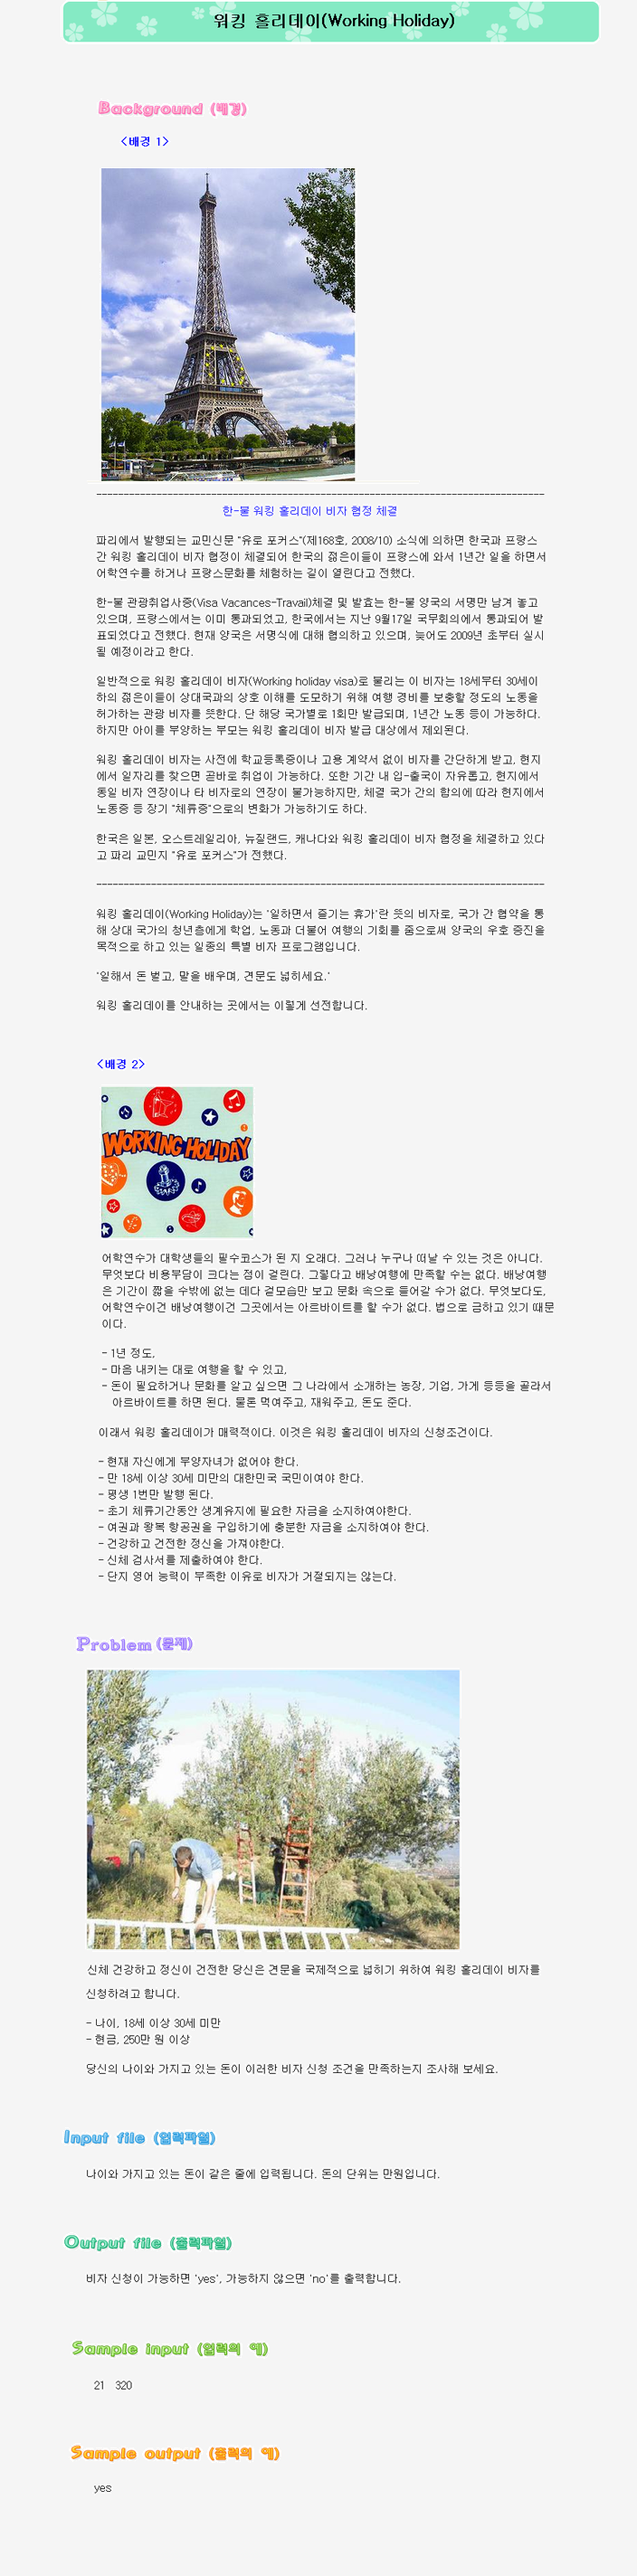 워킹 홀리데이(Working Holiday)
Background (배경)
<배경 1>
한-불 워킹 홀리데이 비자 협정 체결
파리에서 발행되는 교민신문 "유로 포커스"(제168호, 2008/10) 소식에 의하면 한국과 프랑스
간 워킹 홀리데이 비자 협정이 체결되어 한국의 젊은이들이 프랑스에 와서 1년간 일을 하면서
어학연수를 하거나 프랑스문화를 체험하는 길이 열린다고 전했다.
한-불 관광취업사증(Visa Vacances-Travail)체결 및 발효는 한-불 양국의 서명만 남겨 놓고
있으며, 프랑스에서는 이미 통과되었고, 한국에서는 지난 9월17일 국무회의에서 통과되어 발
표되었다고 전했다. 현재 양국은 서명식에 대해 협의하고 있으며, 늦어도 2009년 초부터 실시
될 예정이라고 한다.
일반적으로 워킹 홀리데이 비자(Working holiday visa)로 불리는 이 비자는 18세부터 30세이
하의 젊은이들이 상대국과의 상호 이해를 도모하기 위해 여행 경비를 보충할 정도의 노동을
허가하는 관광 비자를 뜻한다. 단 해당 국가별로 1회만 발급되며, 1년간 노동 등이 가능하다.
하지만 아이를 부양하는 부모는 워킹 홀리데이 비자 발급 대상에서 제외된다.
워킹 홀리데이 비자는 사전에 학교등록증이나 고용 계약서 없이 비자를 간단하게 받고, 현지
에서 일자리를 찾으면 곧바로 취업이 가능하다. 또한 기간 내 입-출국이 자유롭고, 현지에서
동일 비자 연장이나 타 비자로의 연장이 불가능하지만, 체결 국가 간의 합의에 따라 현지에서
노동증 등 장기 "체류증"으로의 변화가 가능하기도 하다.
한국은 일본, 오스트레일리아, 뉴질랜드, 캐나다와 워킹 홀리데이 비자 협정을 체결하고 있다
고 파리 교민지 "유로 포커스"가 전했다.
워킹 홀리데이(Working Holiday)는 '일하면서 즐기는 휴가'란 뜻의 비자로, 국가 간 협약을 통
해 상대 국가의 청년층에게 학업, 노동과 더불어 여행의 기회를 줌으로써 양국의 우호 증진을
목적으로 하고 있는 일종의 특별 비자 프로그램입니다.
'일해서 돈 벌고, 말을 배우며, 견문도 넓히세요.'
워킹 홀리데이를 안내하는 곳에서는 이렇게 선전합니다.
<배경 2>
WORKING HOLIDAY
어학연수가 대학생들의 필수코스가 된 지 오래다. 그러나 누구나 떠날 수 있는 것은 아니다.
무엇보다 비용부담이 크다는 점이 걸린다. 그렇다고 배낭여행에 만족할 수는 없다. 배낭여행
은 기간이 짧을 수밖에 없는 데다 겉모습만 보고 문화 속으로 들어갈 수가 없다. 무엇보다도,
어학연수이건 배낭여행이건 그곳에서는 아르바이트를 할 수가 없다. 법으로 금하고 있기 때문
이다.
- 1년 정도,
- 마음 내키는 대로 여행을 할 수 있고,
- 돈이 필요하거나 문화를 알고 싶으면 그 나라에서 소개하는 농장, 기업, 가게 등등을 골라서
아르바이트를 하면 된다. 물론 먹여주고, 재워주고, 돈도 준다.
이래서 워킹 홀리데이가 매력적이다. 이것은 워킹 홀리데이 비자의 신청조건이다.
- 현재 자신에게 부양자녀가 없어야 한다.
- 만 18세 이상 30세 미만의 대한민국 국민이여야 한다.
- 평생 1번만 발행 된다.
- 초기 체류기간동안 생계유지에 필요한 자금을 소지하여야한다.
- 여권과 왕복 항공권을 구입하기에 충분한 자금을 소지하여야 한다.
- 건강하고 건전한 정신을 가져야한다.
- 신체 검사서를 제출하여야 한다.
- 단지 영어 능력이 부족한 이유로 비자가 거절되지는 않는다.
Problem (문제)
신체 건강하고 정신이 건전한 당신은 견문을 국제적으로 넓히기 위하여 워킹 홀리데이 비자를
신청하려고 합니다.
- 나이, 18세 이상 30세 미만
- 현금, 250만 원 이상
당신의 나이와 가지고 있는 돈이 이러한 비자 신청 조건을 만족하는지 조사해 보세요.
Input file (입력파일)
나이와 가지고 있는 돈이 같은 줄에 입력됩니다. 돈의 단위는 만원입니다.
Output file (출력파일)
비자 신청이 가능하면 'yes', 가능하지 않으면 'no'를 출력합니다.
Sample input (입력의 예)
21 320
Sample output (출력의 예)
yes